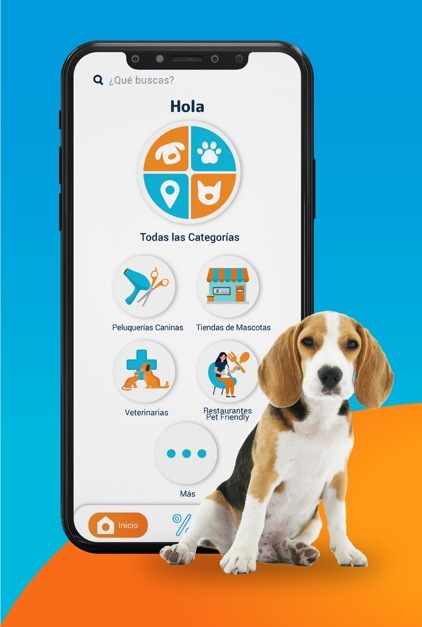 ¿Qué buscas?
Hola
Todas las Categorías
Peluquerías Caninas
Tiendas de Mascotas
Veterinarias
Restaurantes
Pet Friendly
Más
Inicio